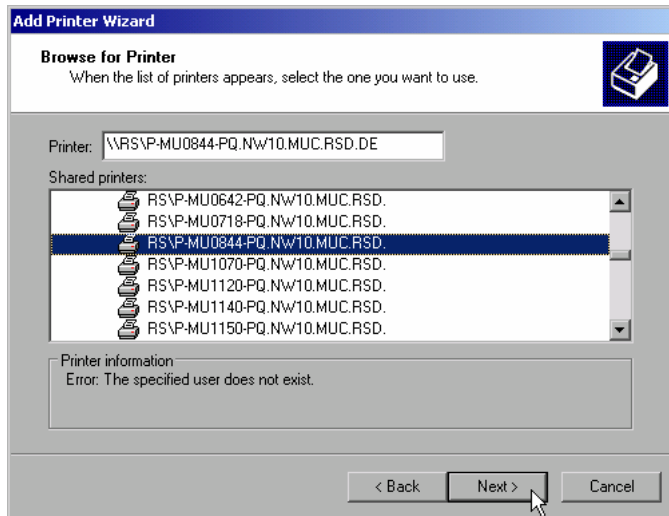 Add Printer Wizard
Browse for Printer
When the list of printers appears, select the one you want to use.
Printer: \\RS\P-MU0844-PQ.NW10.MUC.RSD.DE
Shared printers:
RS\P-MU0642-PQ.NW10.MUC.RSD.
RS\P-MU0718-PQ.NW10.MUC.RSD.
RS\P-MU0844-PQ.NW10.MUC.RSD.
RS\P-MU1070-PQ.NW10.MUC.RSD.
RS\P-MU1120-PQ.NW10.MUC.RSD.
RS\P-MU1140-PQ.NW10.MUC.RSD.
RS\P-MU1150-PQ.NW10.MUC.RSD.
Printer information
Error: The specified user does not exist.
< Back Next > Cancel